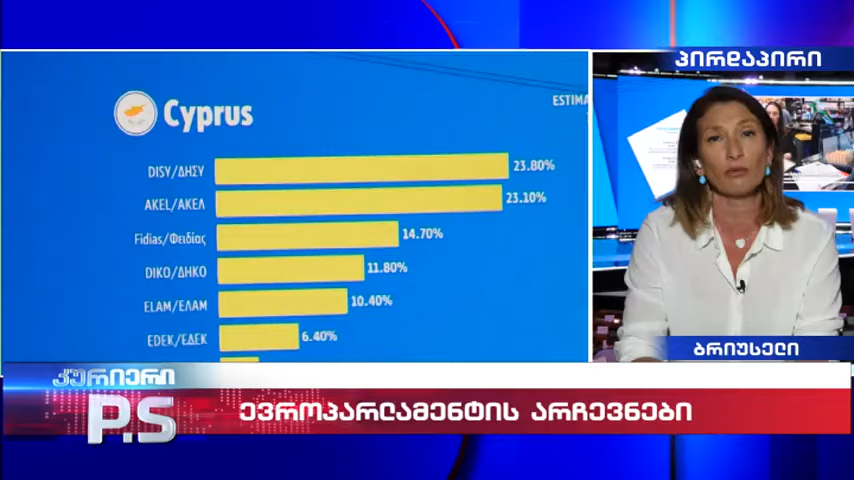 ᲞᲘᲠᲓᲐᲞᲘᲠᲘ
Cyprus
ESTIMA
DISY/ΔΗΣΥ 23.80%
AKEL/ΑΚΕΛ 23.10%
Fidias/Φειδίας 14.70%
DIKO/ΔΗΚΟ 11.80%
ELAM/ΕΛΑΜ 10.40%
EDEK/ΕΔΕΚ 6.40%
ᲑᲠᲘᲣᲡᲔᲚᲘ
ᲙᲣᲠᲘᲔᲠᲘ
P.S
ᲔᲕᲠᲝᲞᲐᲠᲚᲐᲛᲔᲜᲢᲘᲡ ᲐᲠᲩᲔᲕᲜᲔᲑᲘ